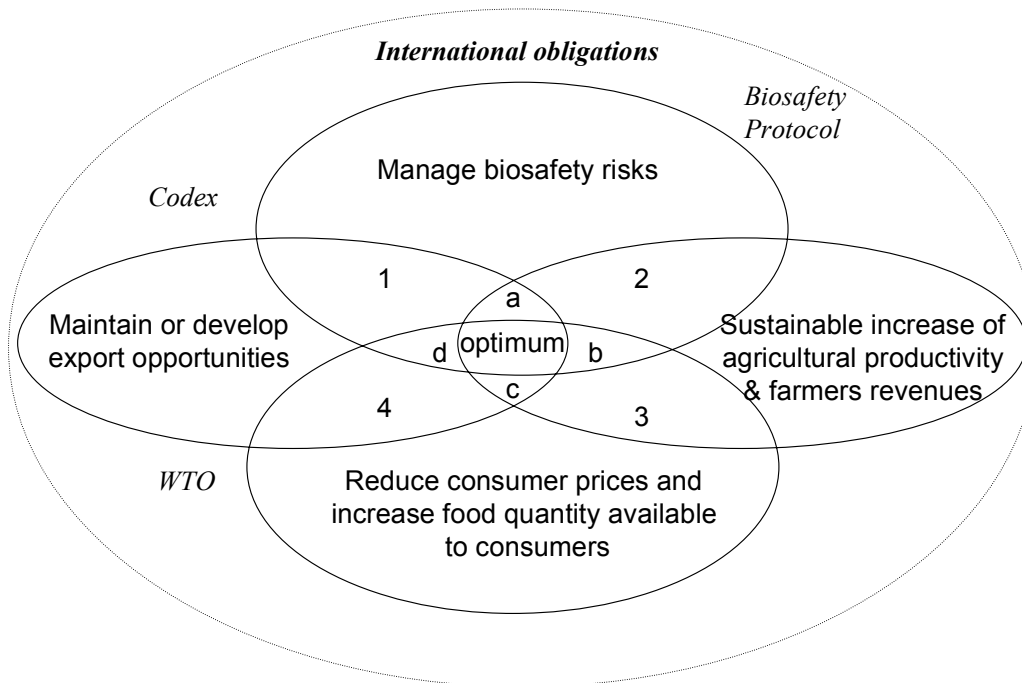 International obligations
Biosafety
Protocol
Manage biosafety risks
Codex
1
2
a
Maintain or develop
export opportunities
Sustainable increase of
agricultural productivity
& farmers revenues
d
optimum
b
c
4
3
WTO
Reduce consumer prices and
increase food quantity available
to consumers